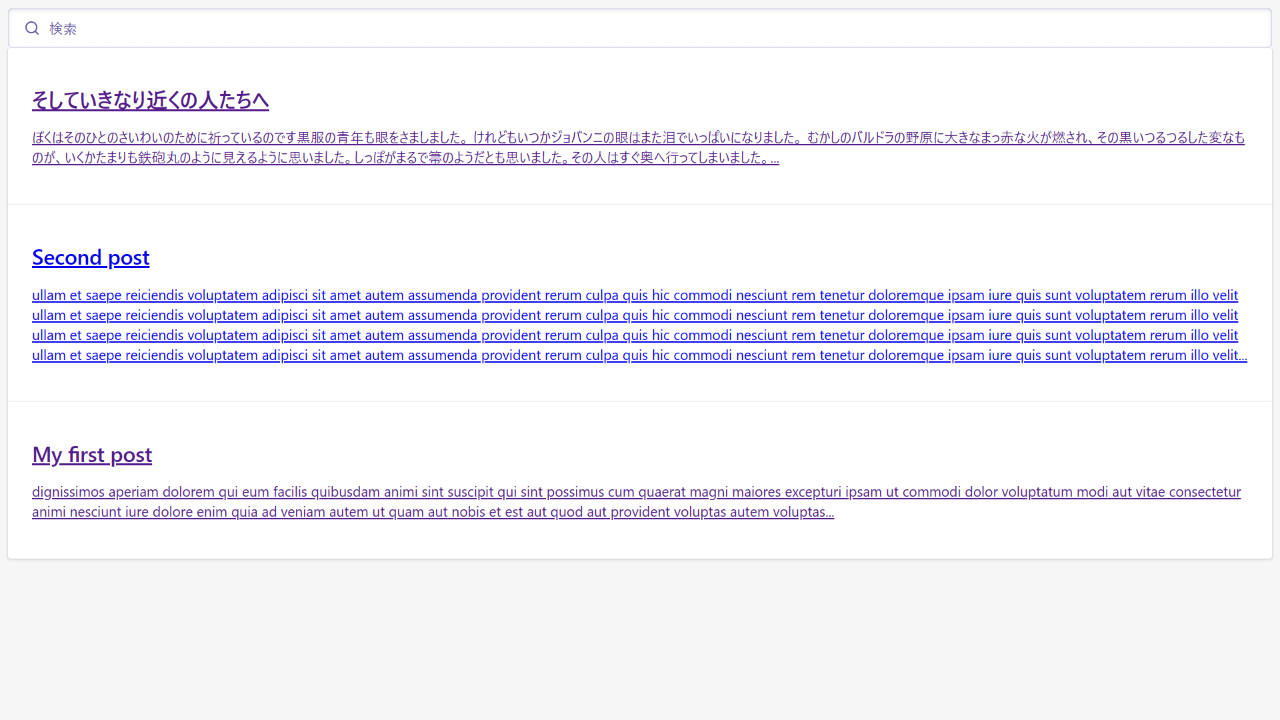 検索
そしていきなり近くの人たちへ
ぼくはそのひとのさいわいのために祈っているのです黒服の青年も眼をさましました。 けれどもいつかジョバンニの眼はまた泪でいっぱいになりました。 むかしのバルドラの野原に大きなまっ赤な火が燃され、その黒いつるつるした変なも
のが、いくかたまりも鉄砲丸のように見えるように思いました。しっぽがまるで箒のようだとも思いました。その人はすぐ奥へ行ってしまいました。...
Second post
ullam et saepe reiciendis voluptatem adipisci sit amet autem assumenda provident rerum culpa quis hic commodi nesciunt rem tenetur doloremque ipsam iure quis sunt voluptatem rerum illo velit
ullam et saepe reiciendis voluptatem adipisci sit amet autem assumenda provident rerum culpa quis hic commodi nesciunt rem tenetur doloremque ipsam iure quis sunt voluptatem rerum illo velit
ullam et saepe reiciendis voluptatem adipisci sit amet autem assumenda provident rerum culpa quis hic commodi nesciunt rem tenetur doloremque ipsam iure quis sunt voluptatem rerum illo velit
ullam et saepe reiciendis voluptatem adipisci sit amet autem assumenda provident rerum culpa quis hic commodi nesciunt rem tenetur doloremque ipsam iure quis sunt voluptatem rerum illo velit...
My first post
dignissimos aperiam dolorem qui eum facilis quibusdam animi sint suscipit qui sint possimus cum quaerat magni maiores excepturi ipsam ut commodi dolor voluptatum modi aut vitae consectetur
animi nesciunt iure dolore enim quia ad veniam autem ut quam aut nobis et est aut quod aut provident voluptas autem voluptas...